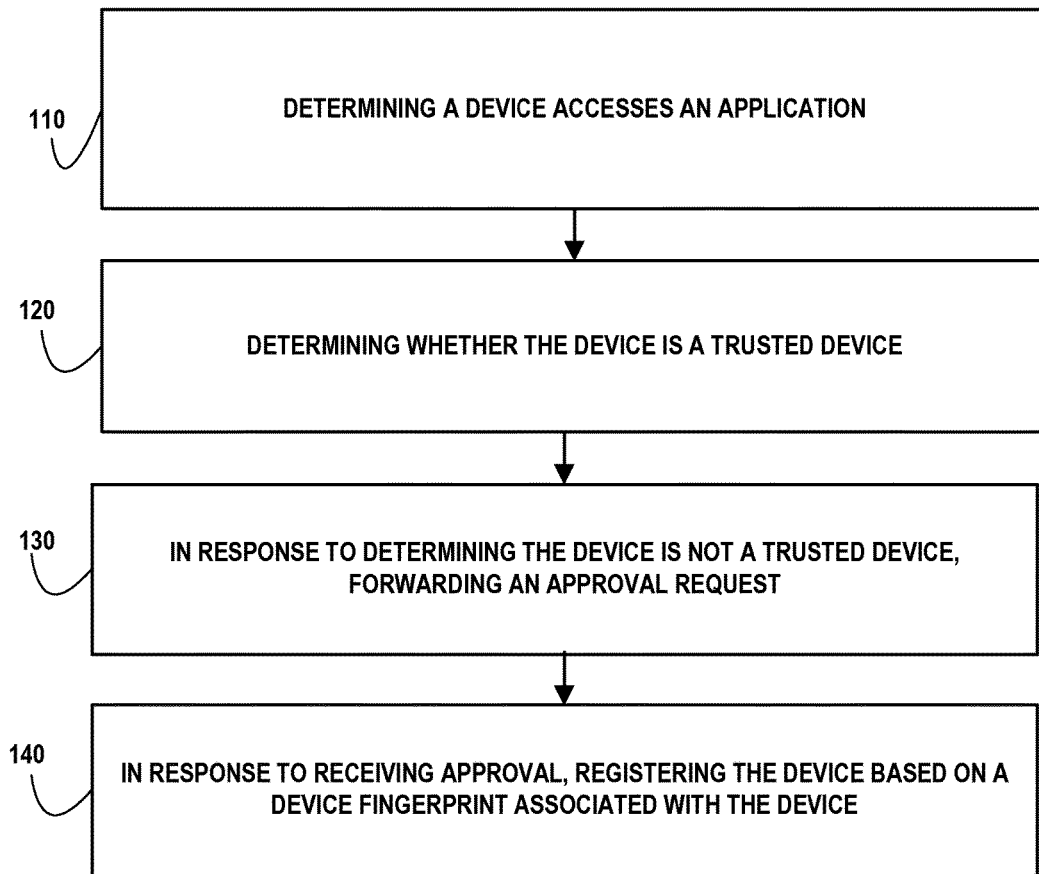 110
DETERMINING A DEVICE ACCESSES AN APPLICATION
120
DETERMINING WHETHER THE DEVICE IS A TRUSTED DEVICE
130
IN RESPONSE TO DETERMINING THE DEVICE IS NOT A TRUSTED DEVICE,
FORWARDING AN APPROVAL REQUEST
140
IN RESPONSE TO RECEIVING APPROVAL, REGISTERING THE DEVICE BASED ON A
DEVICE FINGERPRINT ASSOCIATED WITH THE DEVICE